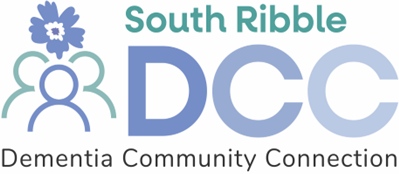 South Ribble
DCC
Dementia Community Connection